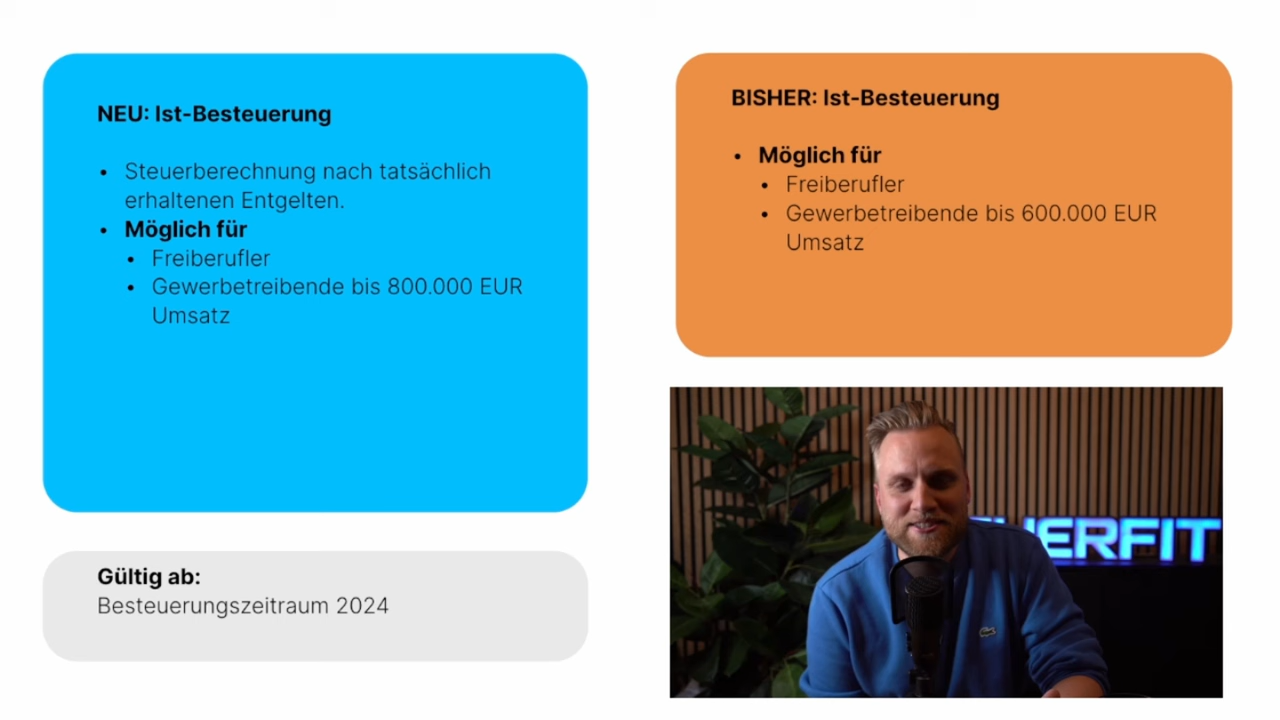 NEU: Ist-Besteuerung
• Steuerberechnung nach tatsächlich
erhaltenen Entgelten.
• Möglich für
• Freiberufler
• Gewerbetreibende bis 800.000 EUR
Umsatz
Gültig ab:
Besteuerungszeitraum 2024
BISHER: Ist-Besteuerung
• Möglich für
• Freiberufler
• Gewerbetreibende bis 600.000 EUR
Umsatz